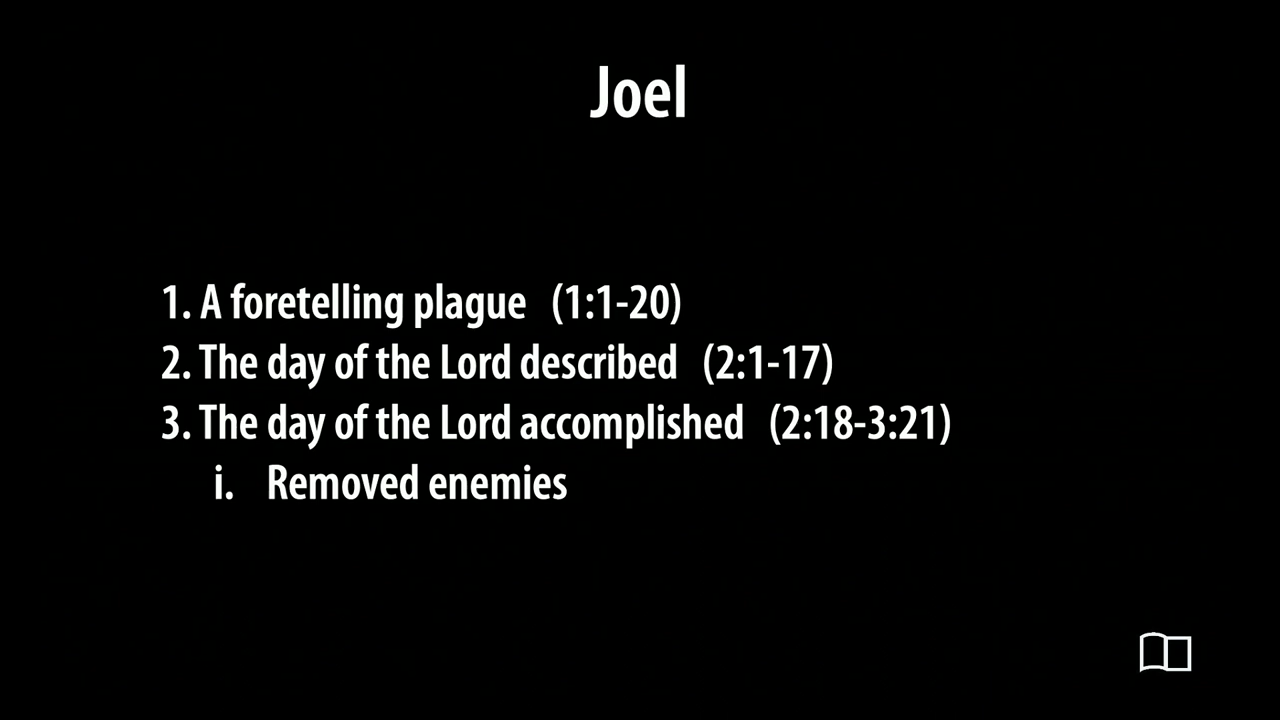 Joel
1. A foretelling plague (1:1-20)
2. The day of the Lord described (2:1-17)
3. The day of the Lord accomplished (2:18-3:21)
i. Removed enemies